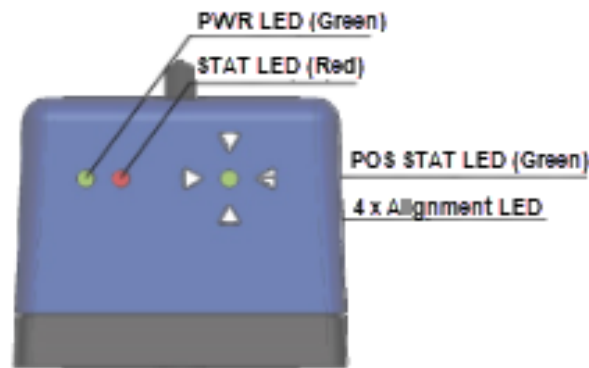 PWR LED (Green)
STAT LED (Red)
POS STAT LED (Green)
4 x Alignment LED